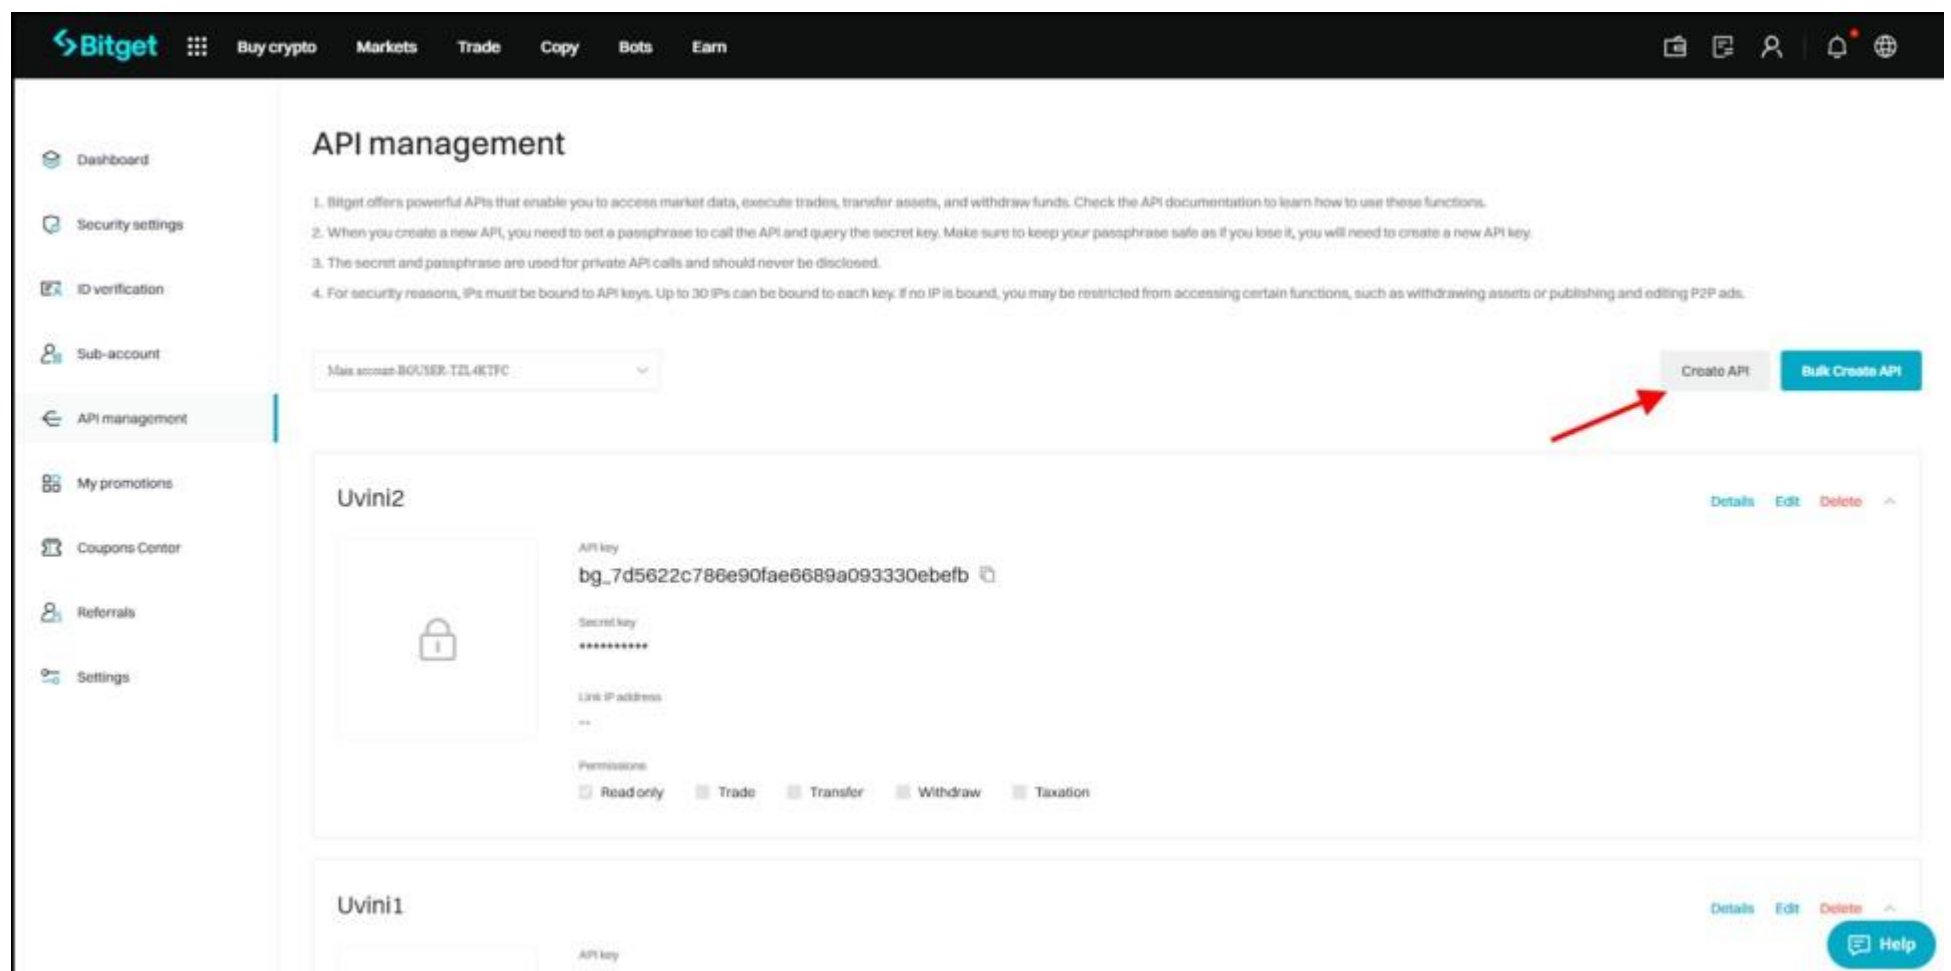 Bitget Buy crypto Markets Trade Copy Bots Earn
API management
1. Bitget offers powerful APIs that enable you to access market data, execute trades, transfer assets, and withdraw funds. Check the API documentation to learn how to use these functions.
2. When you create a new API, you need to set a passphrase to call the API and query the secret key. Make sure to keep your passphrase safe as if you lose it, you will need to create a new API key.
3. The secret and passphrase are used for private API calls and should never be disclosed.
4. For security reasons, IPs must be bound to API keys. Up to 30 IPs can be bound to each key. If no IP is bound, you may be restricted from accessing certain functions, such as withdrawing assets or publishing and editing P2P ads.
Dashboard
Security settings
ID verification
Sub-account
API management
My promotions
Coupons Center
Referrals
Settings
Main account-BGUSER-TZL4KTFC
Create API Bulk Create API
Uvini2
Details Edit Delete
API key
bg_7d5622c786e90fae6689a093330ebefb
Secret key
**********
Link IP address
--
Permissions
Read only Trade Transfer Withdraw Taxation
Uvini1
Details Edit Delete
API key
Help